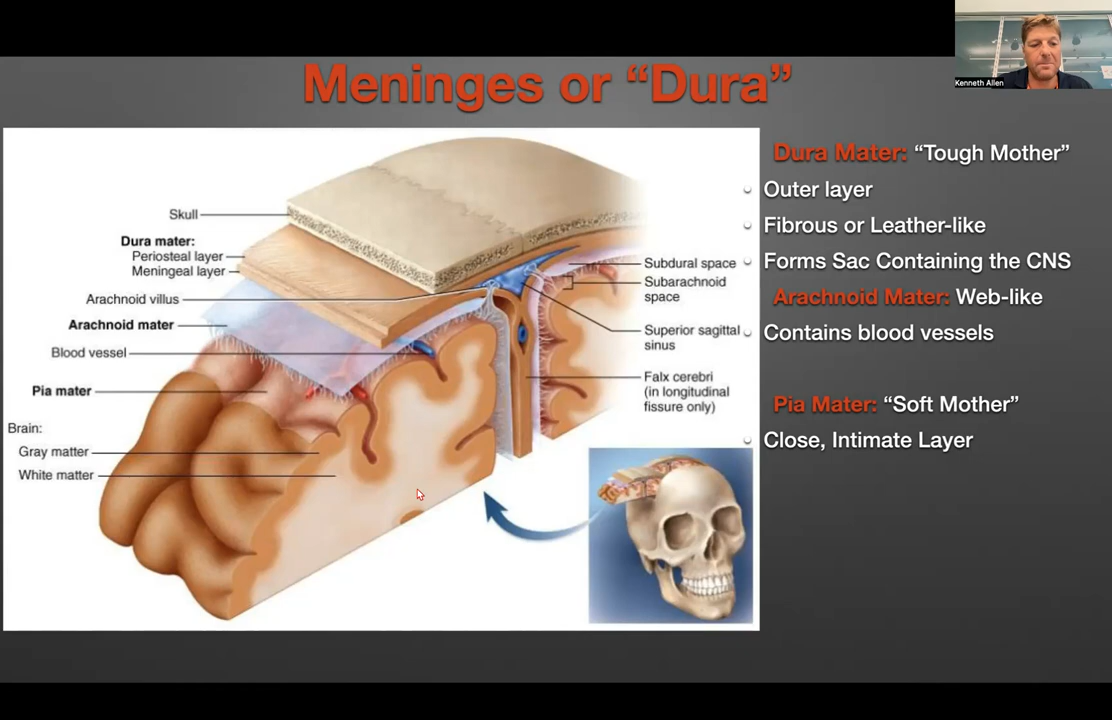 Kenneth Allen
Meninges or “Dura”
Skull
Dura mater:
Periosteal layer
Meningeal layer
Arachnoid villus
Arachnoid mater
Blood vessel
Pia mater
Brain:
Gray matter
White matter
Subdural space
Subarachnoid
space
Superior sagittal
sinus
Falx cerebri
(in longitudinal
fissure only)
Dura Mater: “Tough Mother”
Outer layer
Fibrous or Leather-like
Forms Sac Containing the CNS
Arachnoid Mater: Web-like
Contains blood vessels
Pia Mater: “Soft Mother”
Close, Intimate Layer